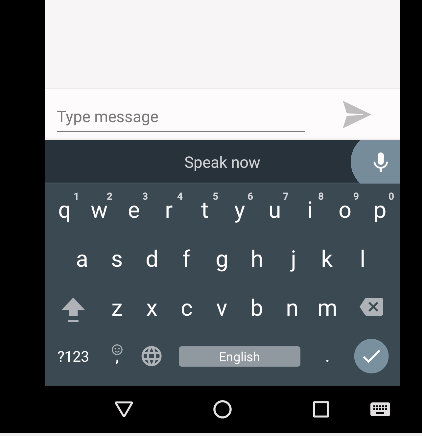 Type message
Speak now
q 1 w 2 e 3 r 4 t 5 y 6 u 7 i 8 o 9 p 0
a s d f g h j k l
z x c v b n m
?123 , English .